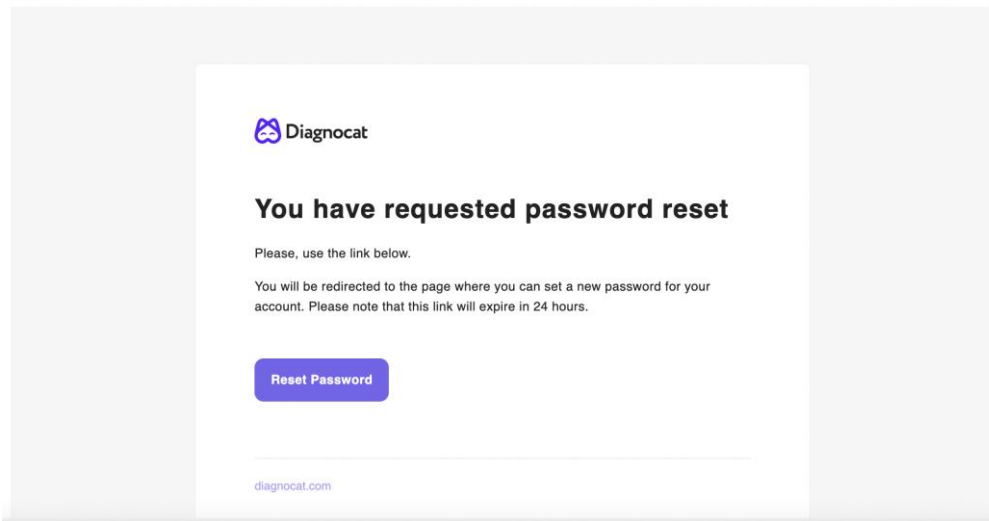 Diagnocat
You have requested password reset
Please, use the link below.
You will be redirected to the page where you can set a new password for your
account. Please note that this link will expire in 24 hours.
Reset Password
diagnocat.com